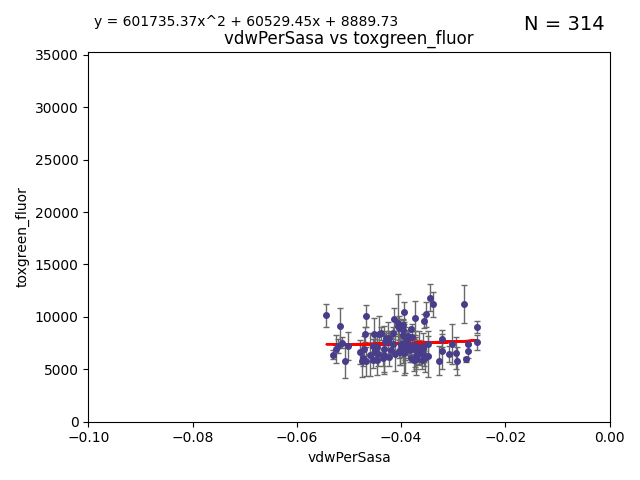 y = 601735.37x^2 + 60529.45x + 8889.73
N = 314
vdwPerSasa vs toxgreen_fluor
35000
30000
25000
20000
15000
10000
5000
0
toxgreen_fluor
−0.10
−0.08
−0.06
−0.04
−0.02
0.00
vdwPerSasa